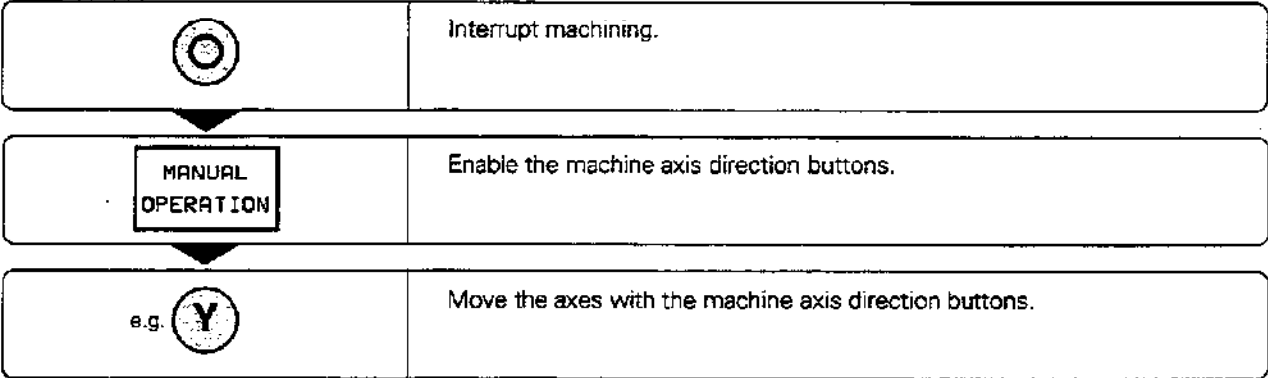 Interrupt machining.
MANUAL
OPERATION
Enable the machine axis direction buttons.
e.g. Y
Move the axes with the machine axis direction buttons.